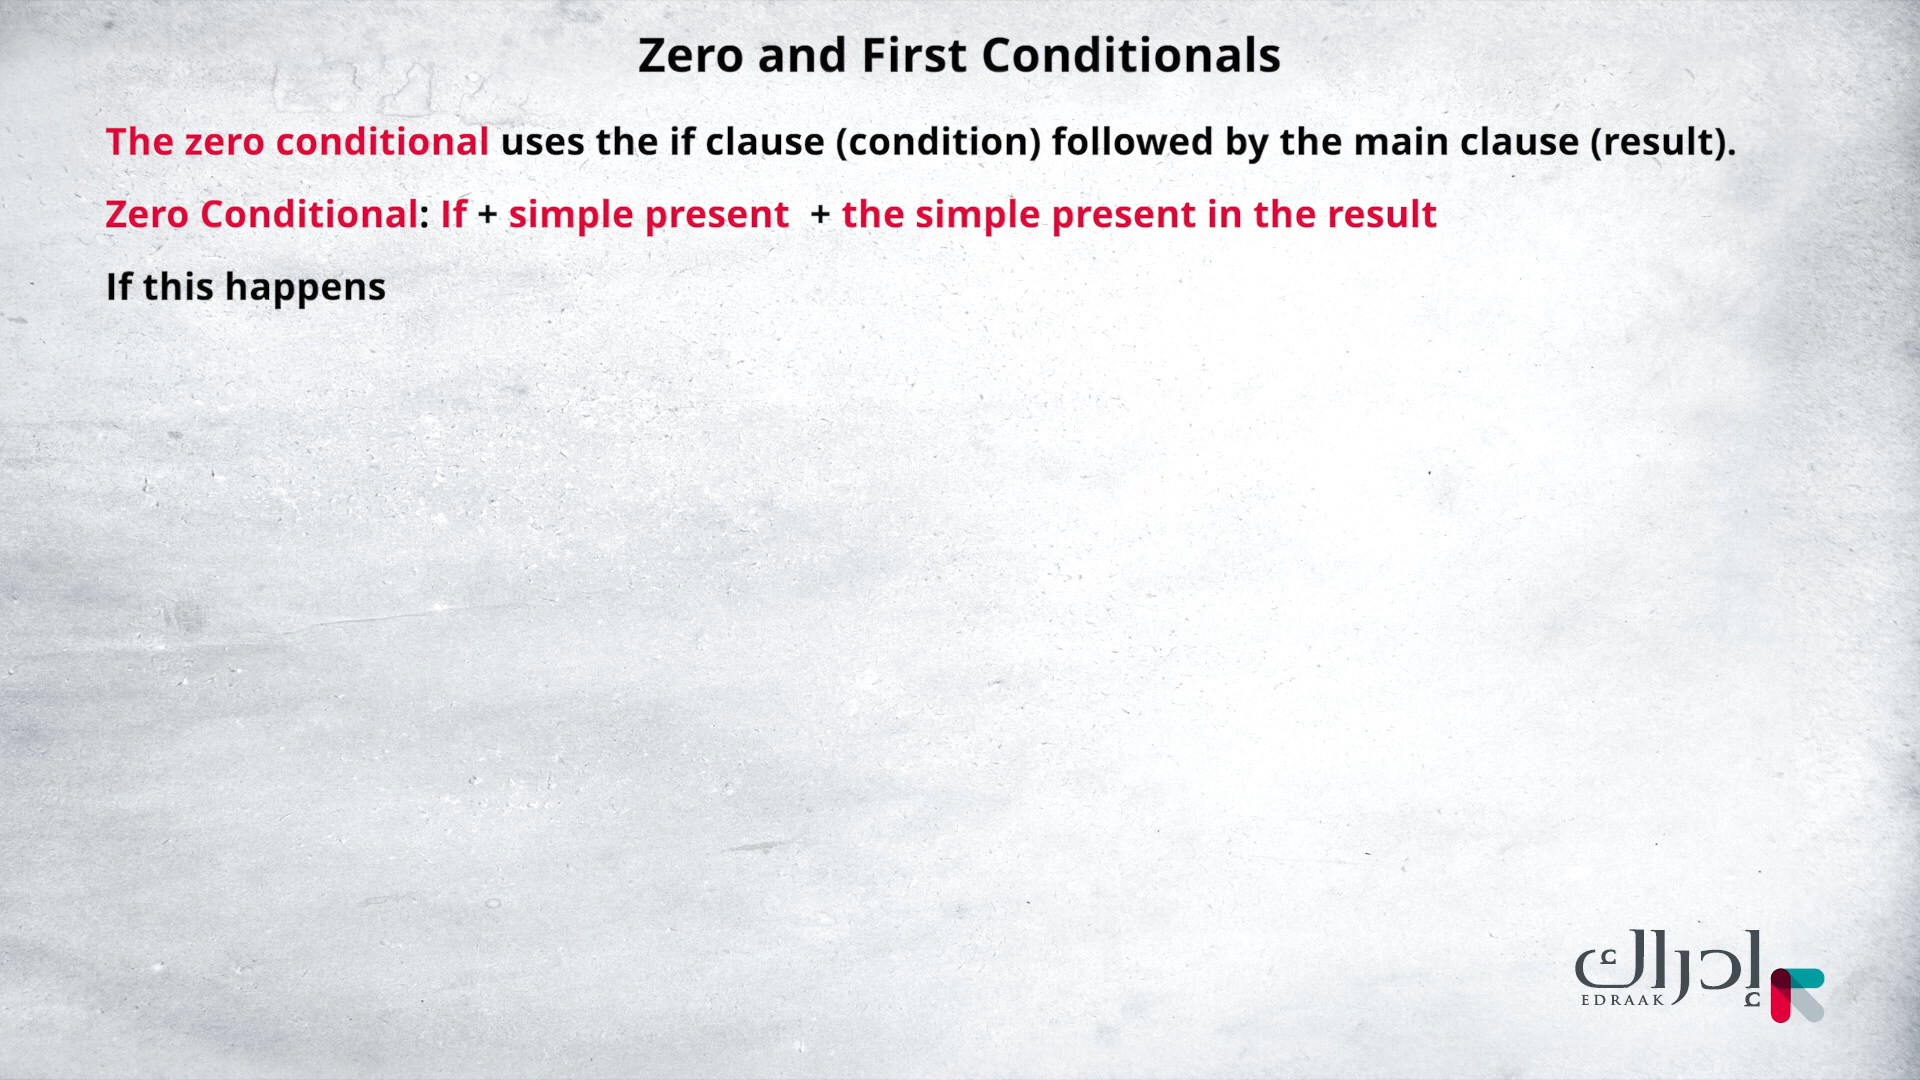 Zero and First Conditionals
The zero conditional uses the if clause (condition) followed by the main clause (result).
Zero Conditional: If + simple present + the simple present in the result
If this happens
إدراك
EDRAAK